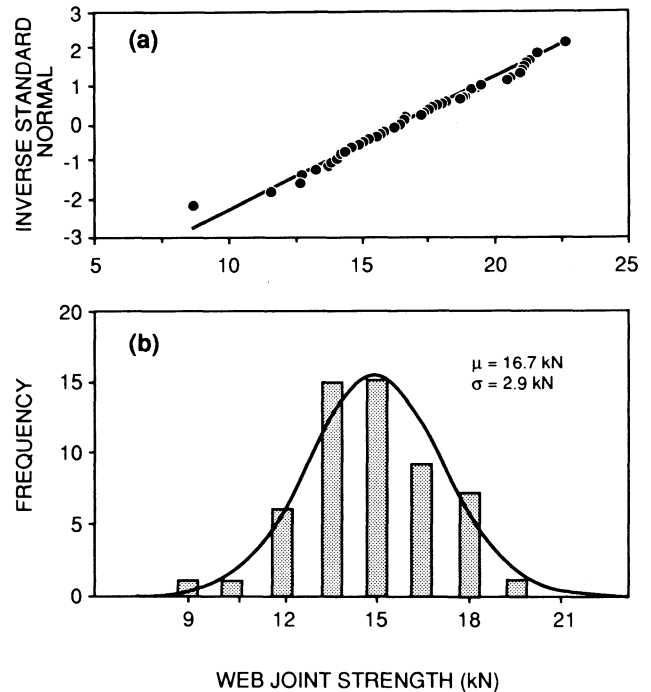 (a)
INVERSE STANDARD
NORMAL
3
2
1
0
-1
-2
-3
5
10
15
20
25
(b)
μ = 16.7 kN
σ = 2.9 kN
FREQUENCY
20
15
10
5
0
9
12
15
18
21
WEB JOINT STRENGTH (kN)